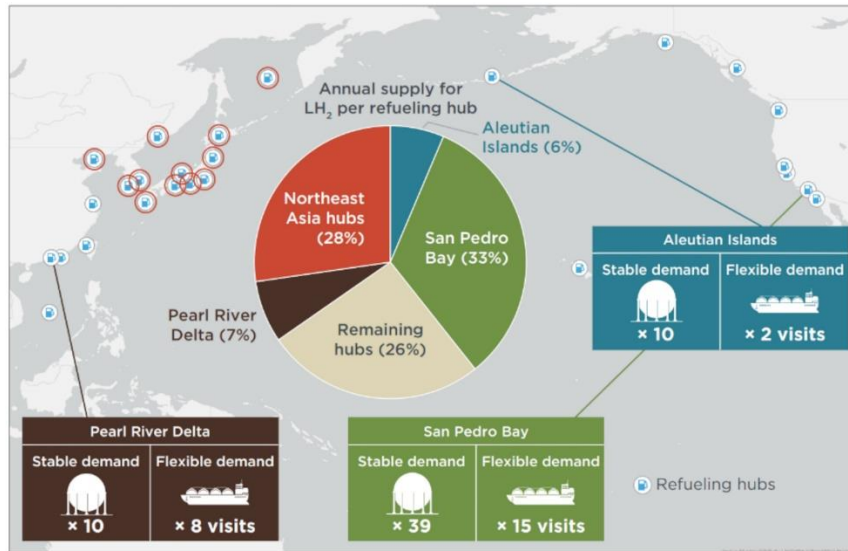 Annual supply for
LH₂ per refueling hub
Aleutian
Islands (6%)
Northeast
Asia hubs
(28%)
San Pedro
Bay (33%)
Pearl River
Delta (7%)
Remaining
hubs (26%)
Aleutian Islands
Stable demand
× 10
Flexible demand
× 2 visits
Pearl River Delta
Stable demand
× 10
Flexible demand
× 8 visits
San Pedro Bay
Stable demand
× 39
Flexible demand
× 15 visits
Refueling hubs